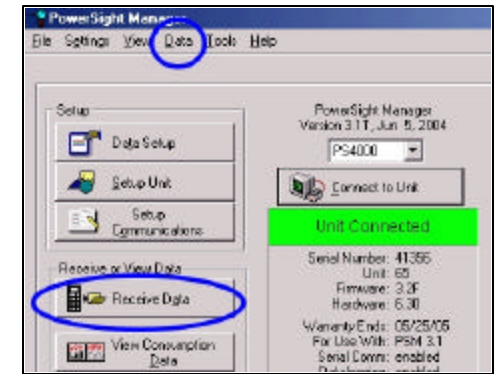 PowerSight Manager
File Settings View Data Tools Help
Setup
Data Setup
Setup Unit
Setup
Communications
Receive or View Data
Receive Data
View Consumption
Data
PowerSight Manager
Version 3.1T, Jun 5, 2004
PS4000
Connect to Unit
Unit Connected
Serial Number: 41356
Unit: 65
Firmware: 3.2F
Hardware: 6.30
Warranty Ends: 05/25/05
For Use With: PSM 3.1
Serial Comm: enabled